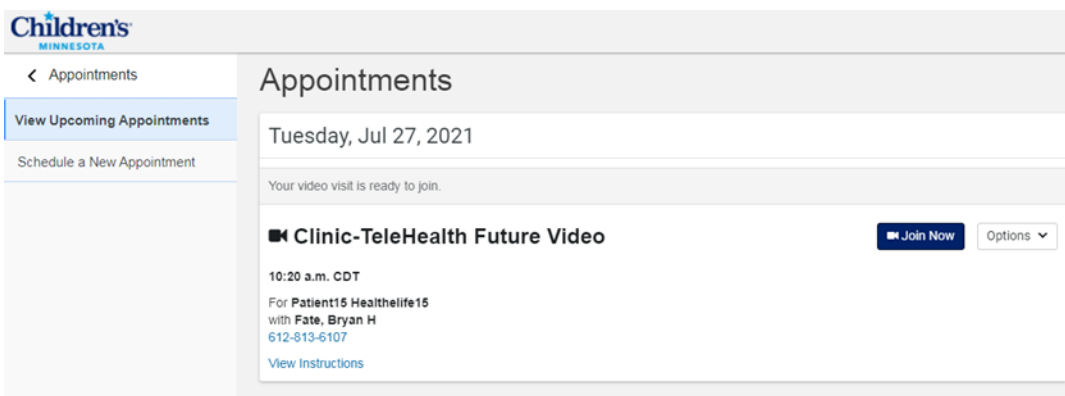 Children's
MINNESOTA
Appointments
View Upcoming Appointments
Schedule a New Appointment
Appointments
Tuesday, Jul 27, 2021
Your video visit is ready to join.
Clinic-TeleHealth Future Video
Join Now
Options
10:20 a.m. CDT
For Patient15 Healthelife15
with Fate, Bryan H
612-813-6107
View Instructions